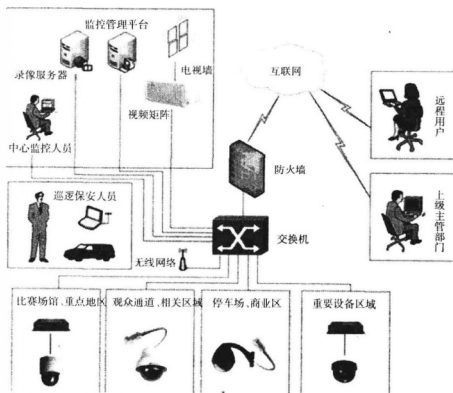 监控管理平台
录像服务器
电视墙
视频矩阵
中心监控人员
互联网
远程用户
防火墙
上级主管部门
巡逻保安人员
交换机
无线网络
比赛场馆、重点地区
观众通道、相关区域
停车场、商业区
重要设备区域